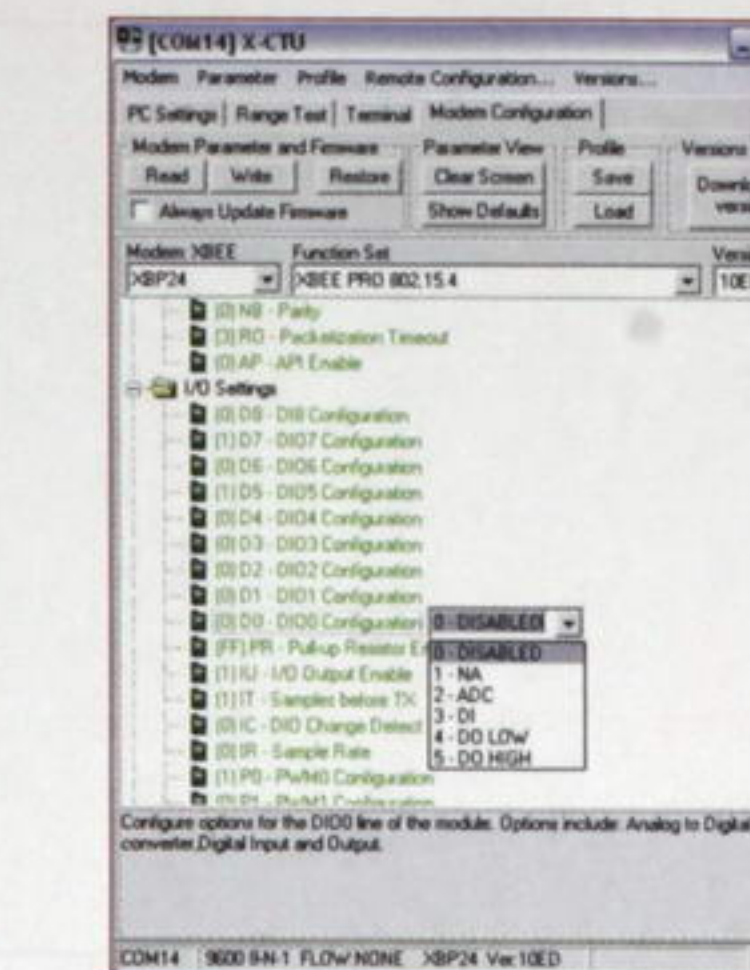 [COM14] X-CTU
Modem Parameter Profile Remote Configuration... Versions...
PC Settings Range Test Terminal Modem Configuration
Modem Parameter and Firmware Parameter View Profile Versions
Read Write Restore Clear Screen Save
Always Update Firmware Show Defaults Load
Modem: XBEE Function Set
XBP24 XBEE PRO 802.15.4 10E
(0) NB - Parity
(3) RO - Packetization Timeout
(0) AP - API Enable
I/O Settings
(0) D8 - DI8 Configuration
(1) D7 - DIO7 Configuration
(0) D6 - DIO6 Configuration
(1) D5 - DIO5 Configuration
(0) D4 - DIO4 Configuration
(0) D3 - DIO3 Configuration
(0) D2 - DIO2 Configuration
(0) D1 - DIO1 Configuration
(0) D0 - DIO0 Configuration 0 - DISABLED
(FF) PR - Pull-up Resistor 0 - DISABLED
(1) IU - I/O Output Enable 1 - NA
(1) IT - Samples before TX 2 - ADC
(0) IC - DIO Change Detect 3 - DI
4 - DO LOW
(0) IR - Sample Rate 5 - DO HIGH
(1) P0 - PWM0 Configuration
(0) P1 - PWM1 Configuration
Configure options for the DIO0 line of the module. Options include: Analog to Digital
converter,Digital Input and Output.
COM14 9600 8-N-1 FLOW:NONE XBP24 Ver:10ED